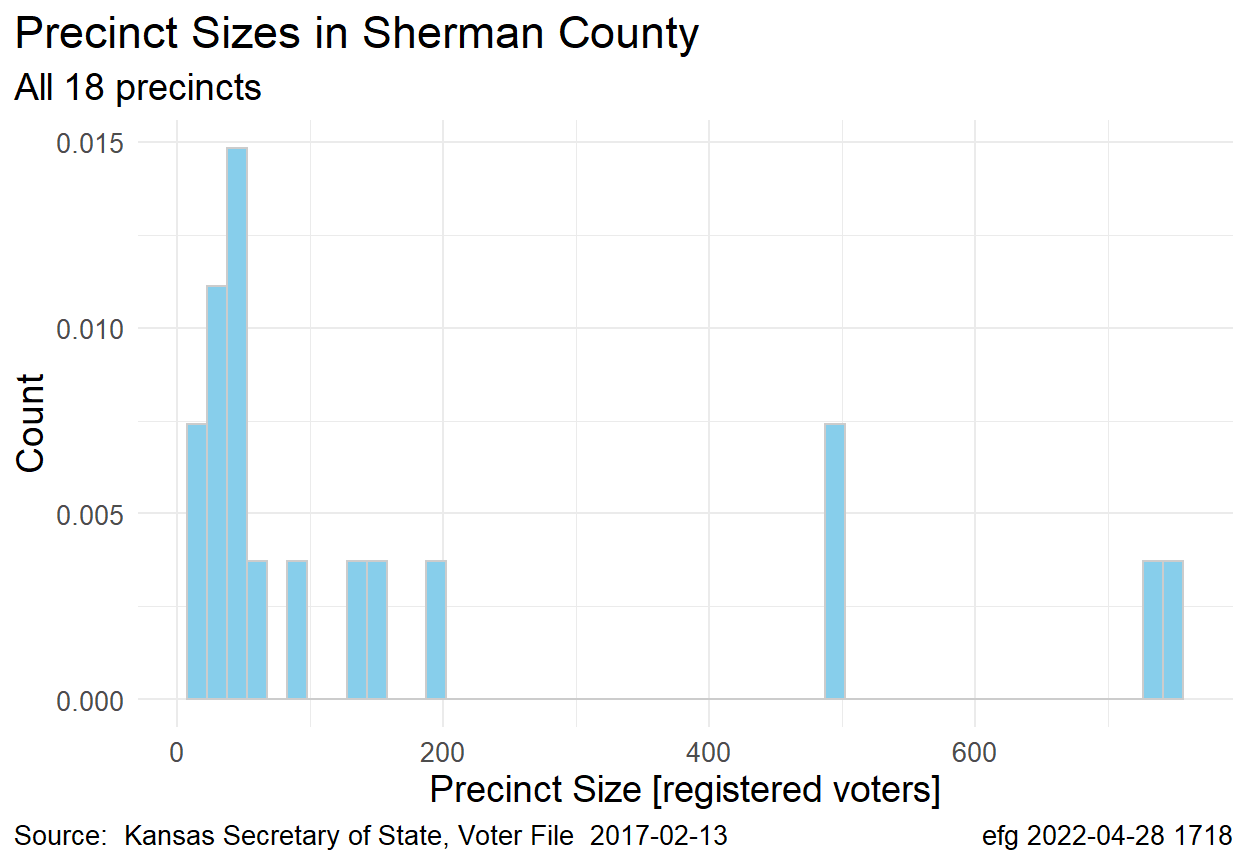 Precinct Sizes in Sherman County
All 18 precincts
0.015
0.010
0.005
0.000
Count
0 200 400 600
Precinct Size [registered voters]
Source:  Kansas Secretary of State, Voter File  2017-02-13
efg 2022-04-28 1718